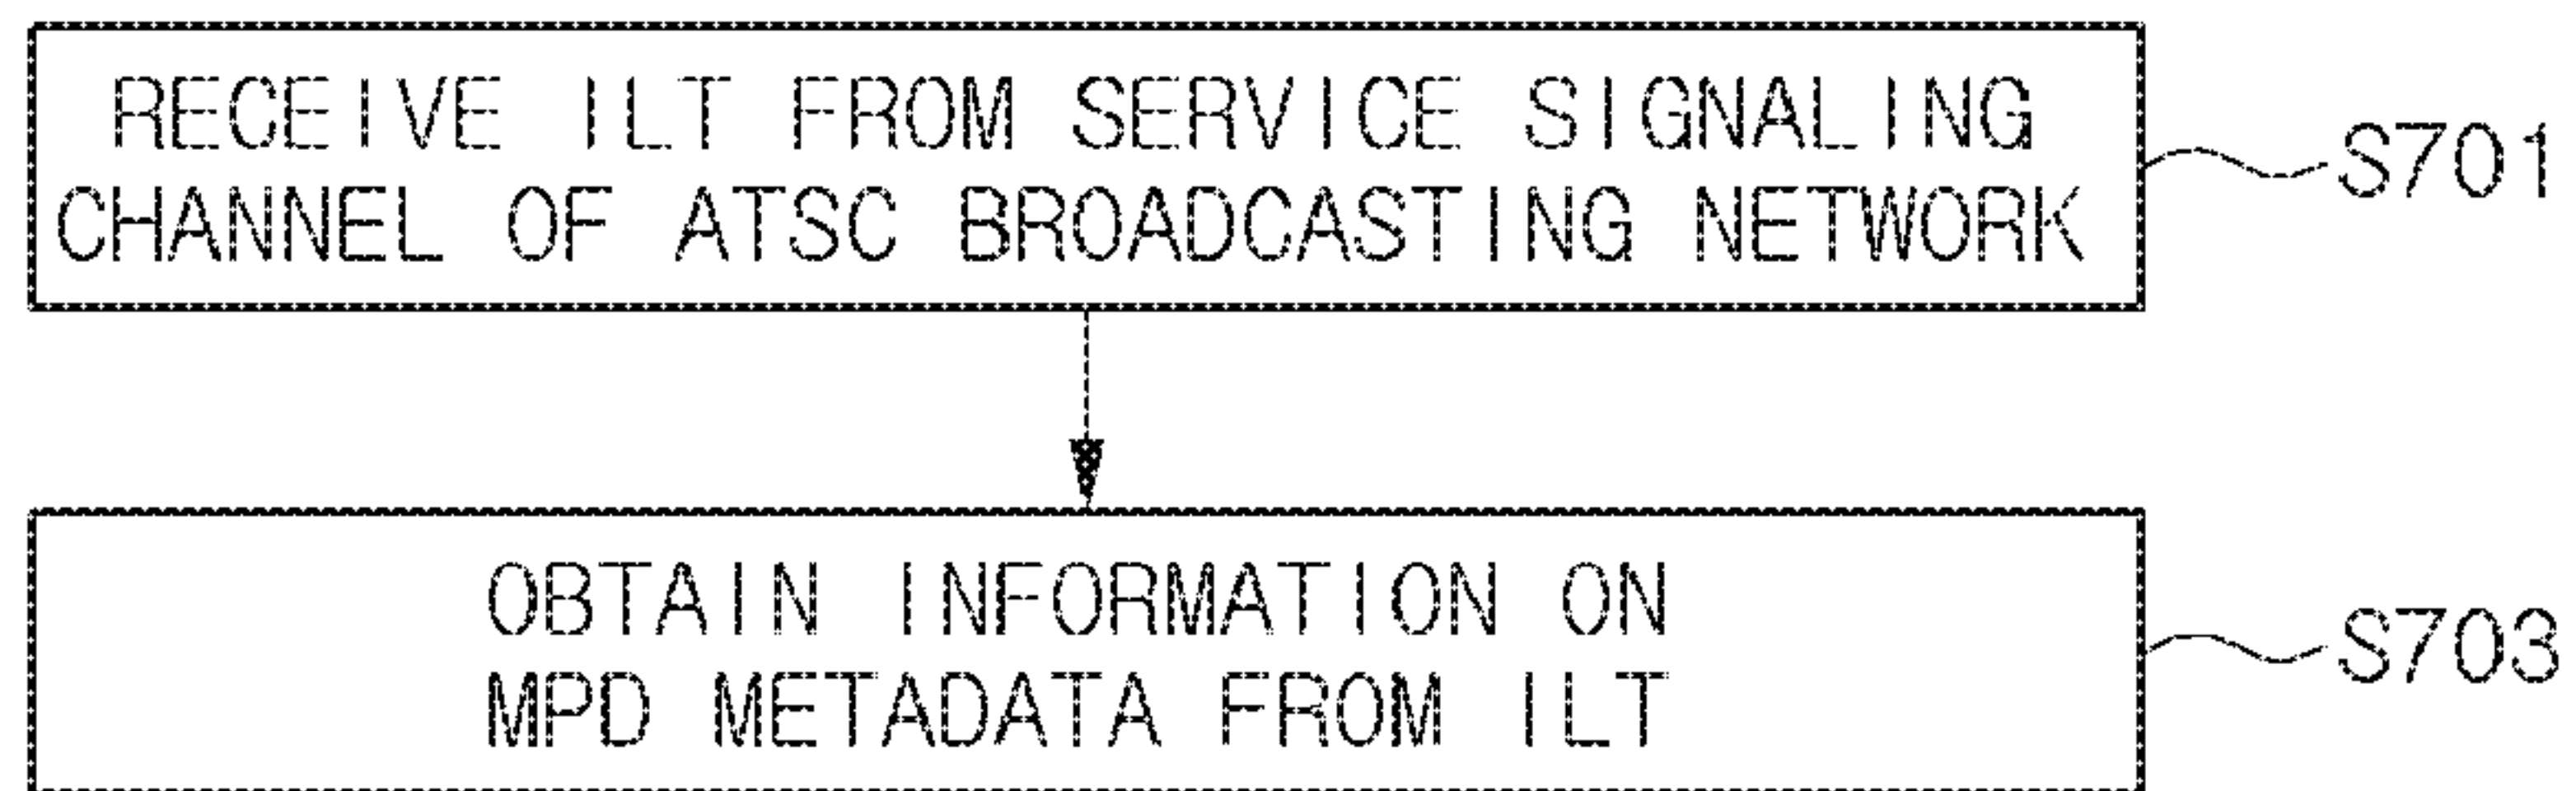 RECEIVE ILT FROM SERVICE SIGNALING
CHANNEL OF ATSC BROADCASTING NETWORK
S701
OBTAIN INFORMATION ON
MPD METADATA FROM ILT
S703